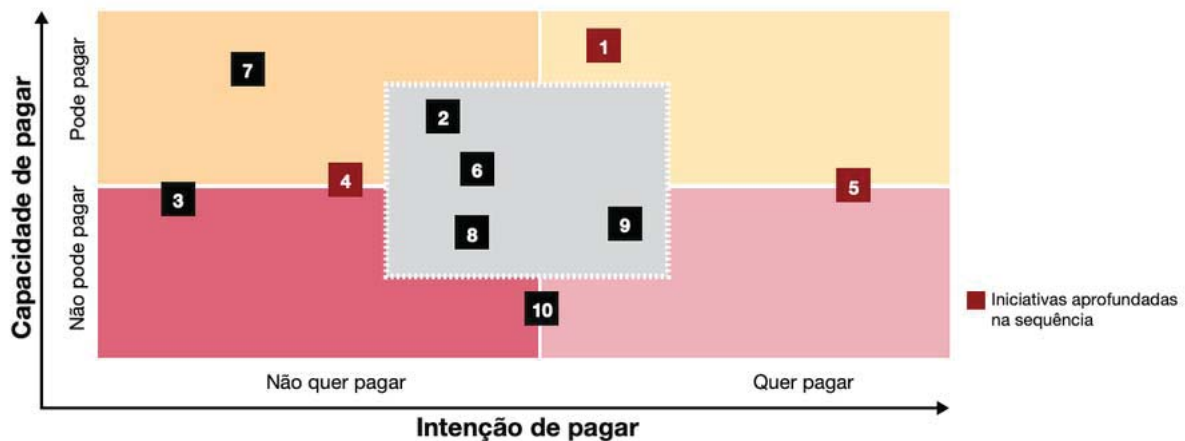 Capacidade de pagar
Pode pagar
Não pode pagar
1
7
2
6
4
5
3
9
8
10
Iniciativas aprofundadas
na sequência
Não quer pagar
Quer pagar
Intenção de pagar